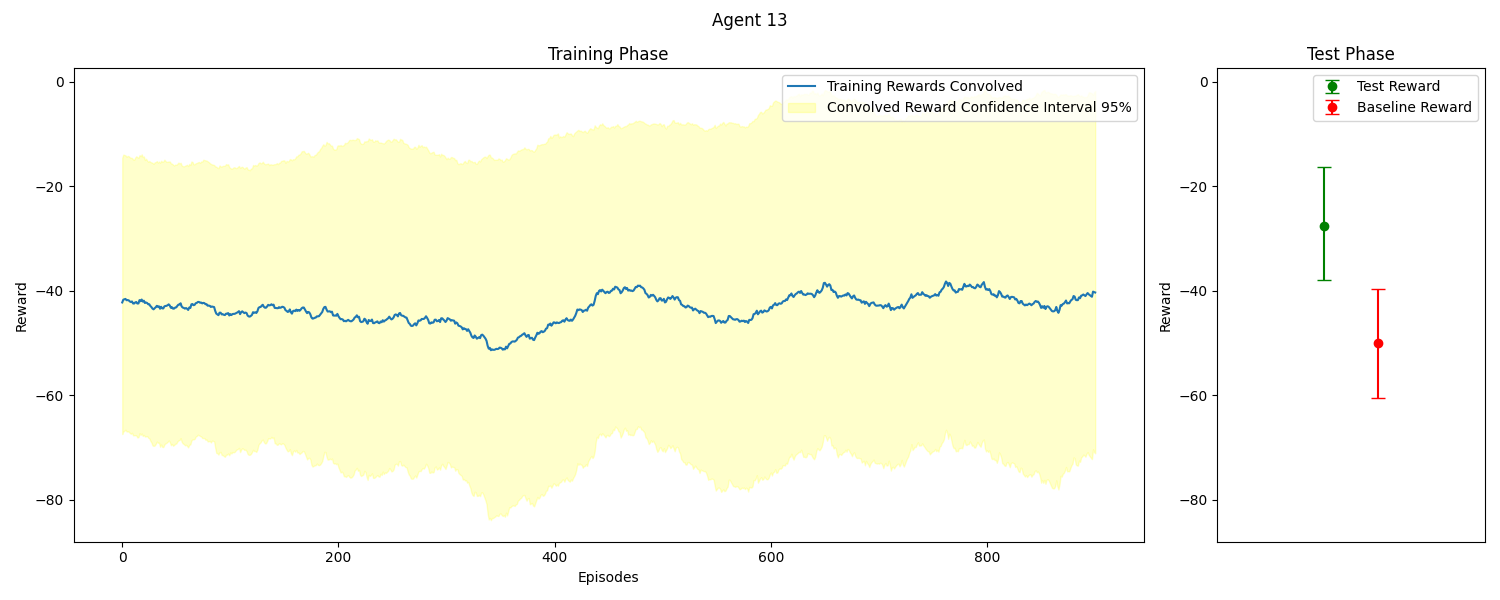 Agent 13
Training Phase
Reward
0
−20
−40
−60
−80
Training Rewards Convolved
Convolved Reward Confidence Interval 95%
0
200
400
600
800
Episodes
Test Phase
Reward
0
−20
−40
−60
−80
Test Reward
Baseline Reward